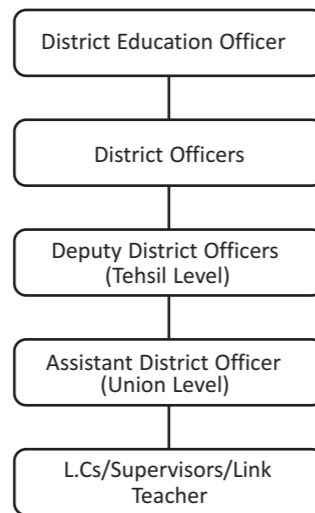 District Education Officer
District Officers
Deputy District Officers
(Tehsil Level)
Assistant District Officer
(Union Level)
L.Cs/Supervisors/Link
Teacher